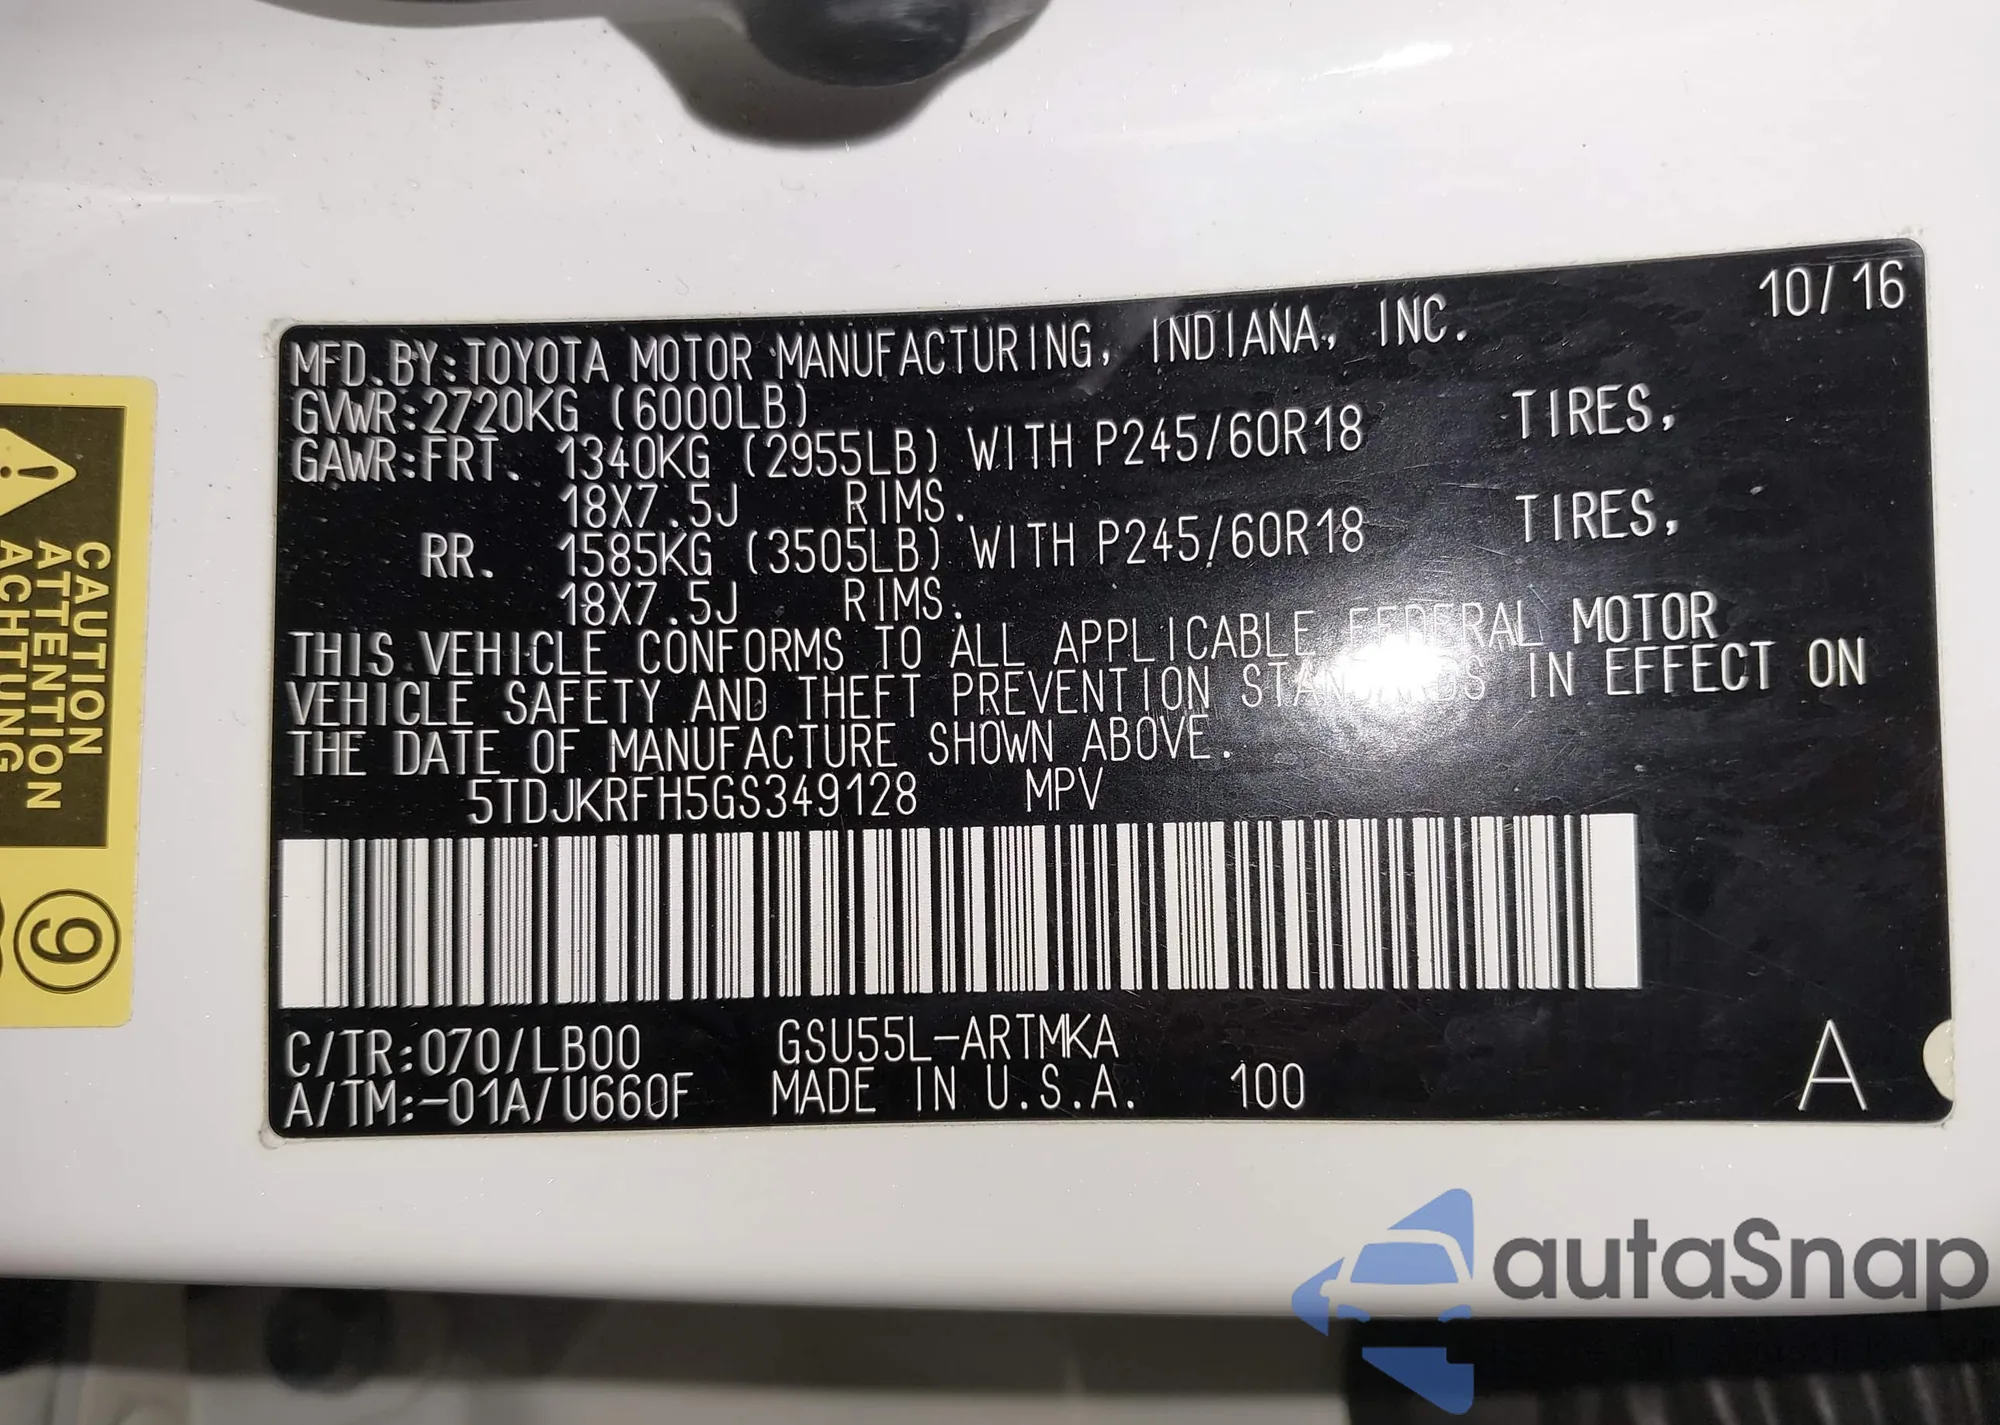 10/16
MFD.BY:TOYOTA MOTOR MANUFACTURING, INDIANA, INC.
GVWR:2720KG (6000LB)
GAWR:FRT. 1340KG (2955LB) WITH P245/60R18 TIRES,
18X7.5J RIMS.
RR. 1585KG (3505LB) WITH P245/60R18 TIRES,
18X7.5J RIMS.
THIS VEHICLE CONFORMS TO ALL APPLICABLE FEDERAL MOTOR
VEHICLE SAFETY AND THEFT PREVENTION STANDARDS IN EFFECT ON
THE DATE OF MANUFACTURE SHOWN ABOVE.
5TDJKRFH5GS349128 MPV
C/TR:070/LB00 GSU55L-ARTMKA
A/TM:-01A/U660F MADE IN U.S.A. 100 A
CAUTION
ATTENTION
ACHTUNG
9
autaSnap